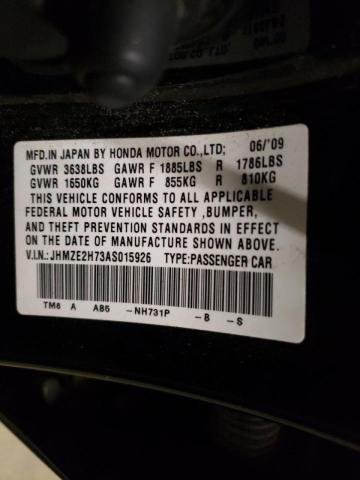 MFD.IN JAPAN BY HONDA MOTOR CO.,LTD; 06/'09
GVWR 3638LBS GAWR F 1885LBS R 1786LBS
GVWR 1650KG GAWR F 855KG R 810KG
THIS VEHICLE CONFORMS TO ALL APPLICABLE
FEDERAL MOTOR VEHICLE SAFETY ,BUMPER,
AND THEFT PREVENTION STANDARDS IN EFFECT
ON THE DATE OF MANUFACTURE SHOWN ABOVE.
V.I.N.: JHMZE2H73AS015926 TYPE:PASSENGER CAR
TM8 A AB5 -NH731P -B -S